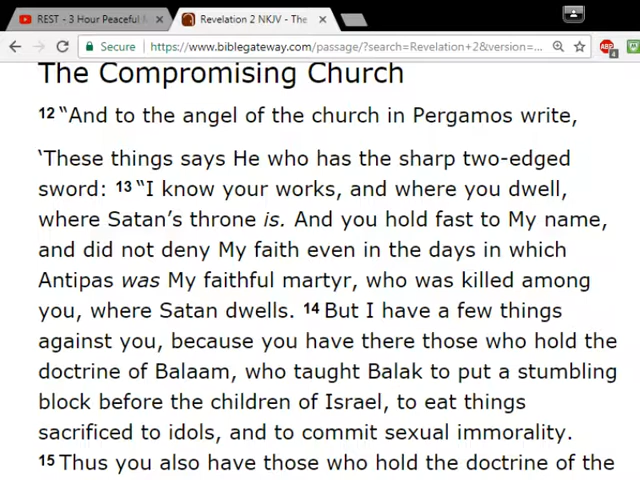 REST - 3 Hour Peaceful
Revelation 2 NKJV - The
Secure https://www.biblegateway.com/passage/?search=Revelation+2&version=...
ABP
4
The Compromising Church
12 “And to the angel of the church in Pergamos write,
‘These things says He who has the sharp two-edged
sword: 13 “I know your works, and where you dwell,
where Satan’s throne is. And you hold fast to My name,
and did not deny My faith even in the days in which
Antipas was My faithful martyr, who was killed among
you, where Satan dwells. 14 But I have a few things
against you, because you have there those who hold the
doctrine of Balaam, who taught Balak to put a stumbling
block before the children of Israel, to eat things
sacrificed to idols, and to commit sexual immorality.
15 Thus you also have those who hold the doctrine of the